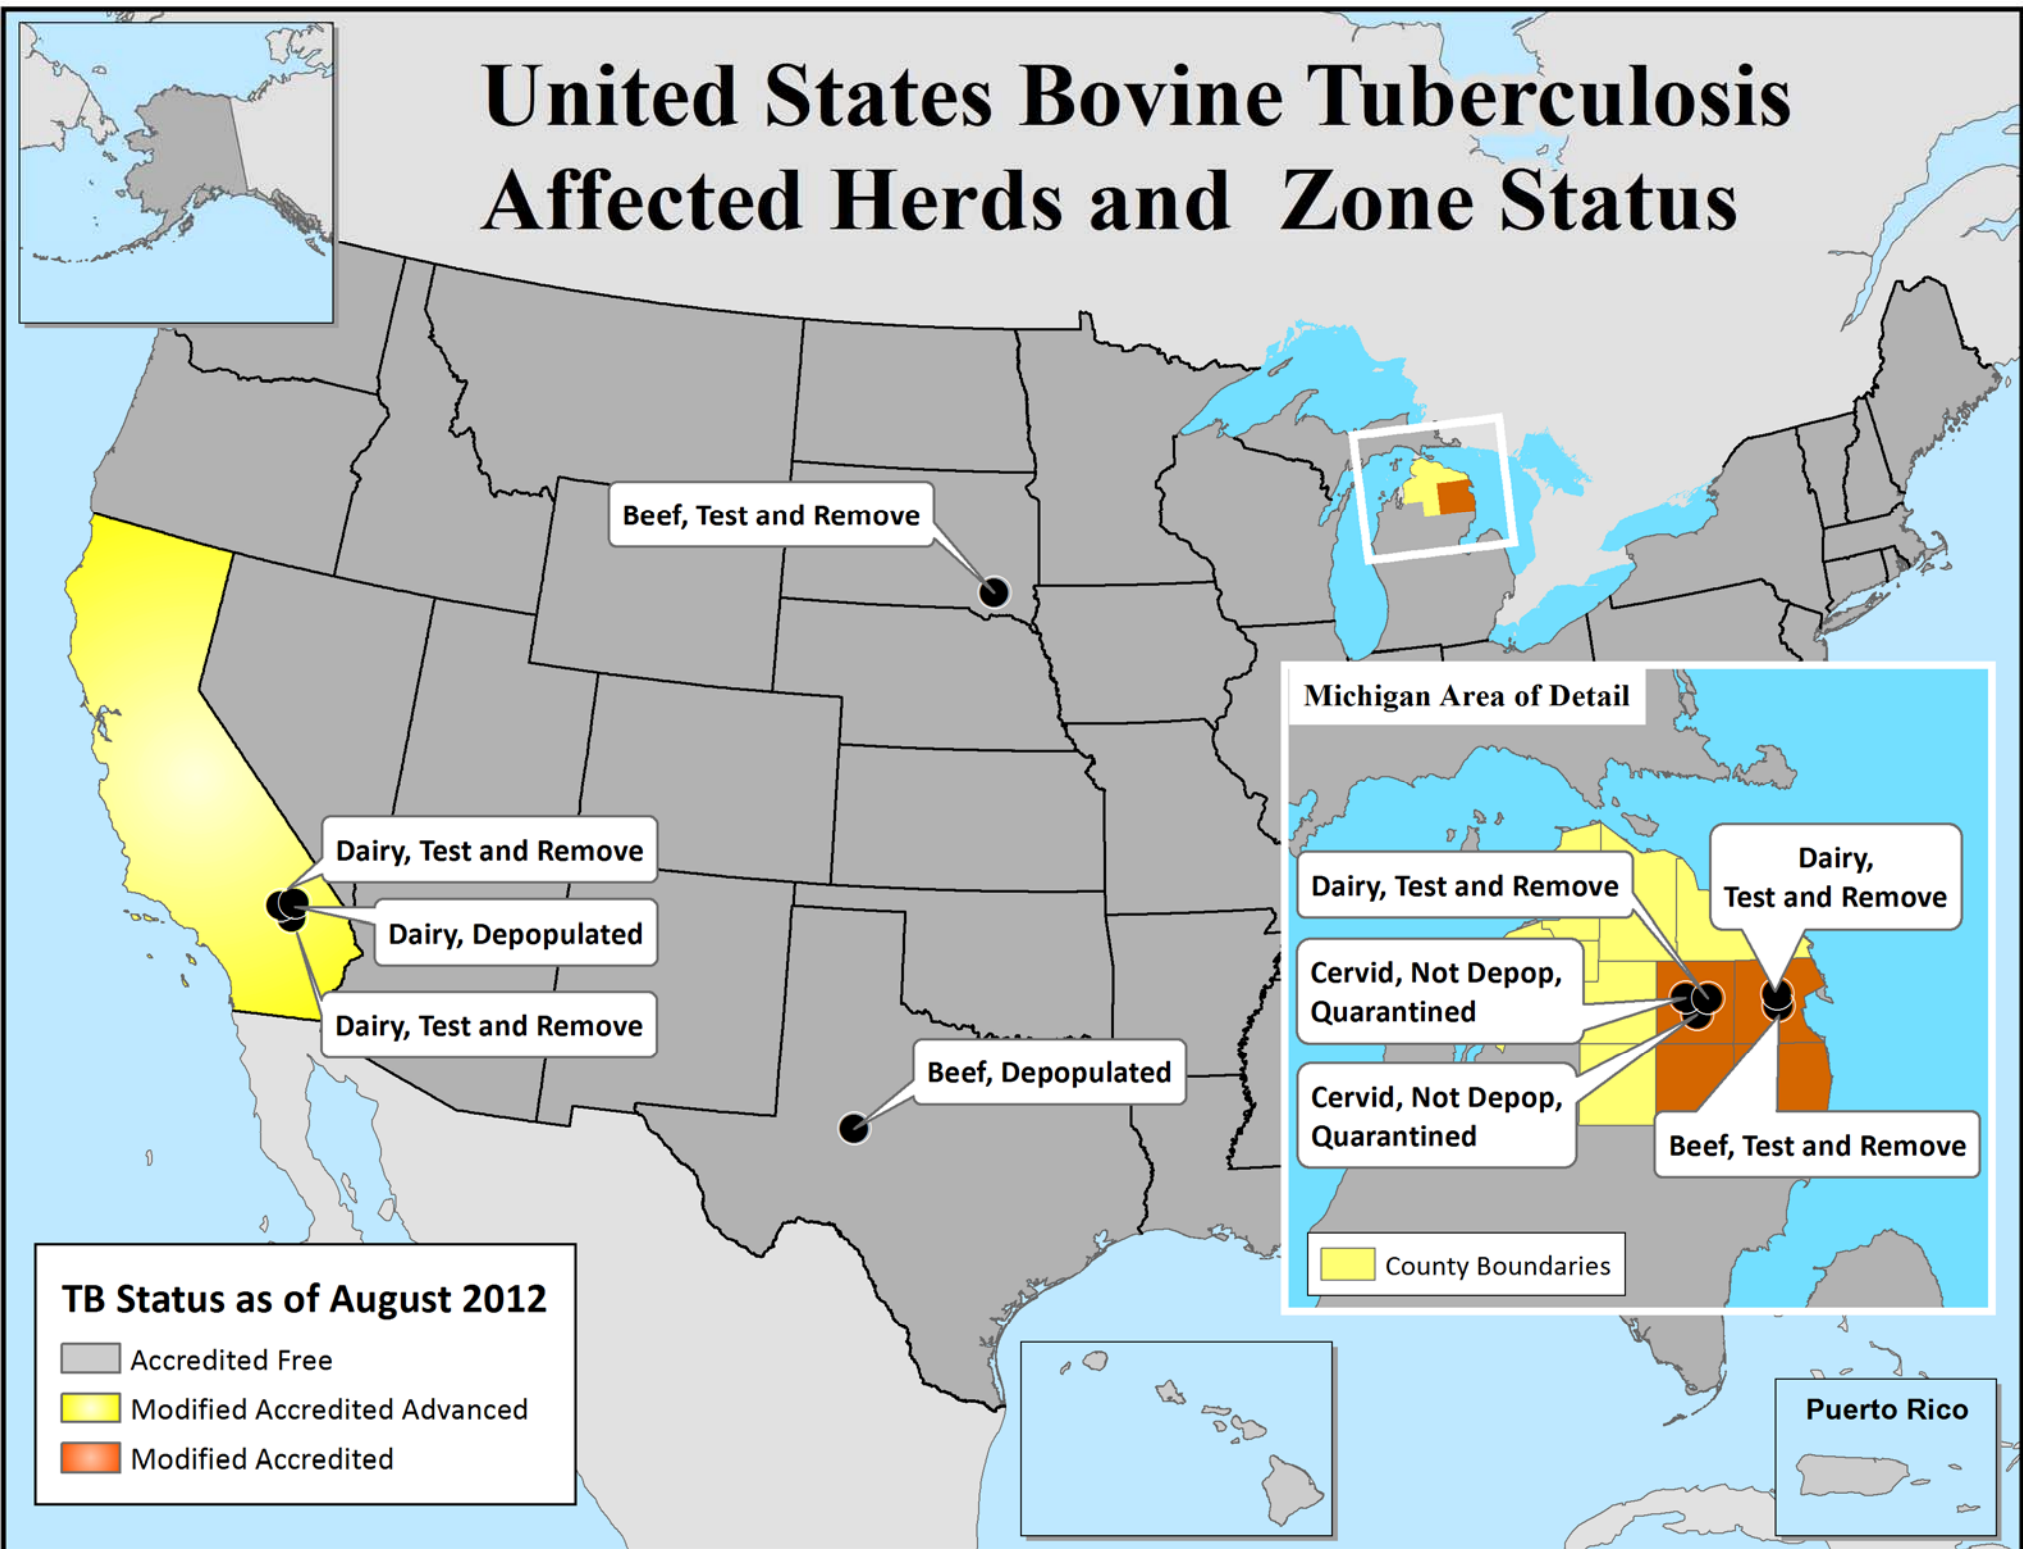 United States Bovine Tuberculosis
Affected Herds and Zone Status
Beef, Test and Remove
Michigan Area of Detail
Dairy, Test and Remove
Dairy, Depopulated
Dairy, Test and Remove
Beef, Depopulated
Dairy, Test and Remove
Dairy,
Test and Remove
Cervid, Not Depop,
Quarantined
Cervid, Not Depop,
Quarantined
Beef, Test and Remove
County Boundaries
TB Status as of August 2012
Accredited Free
Modified Accredited Advanced
Modified Accredited
Puerto Rico